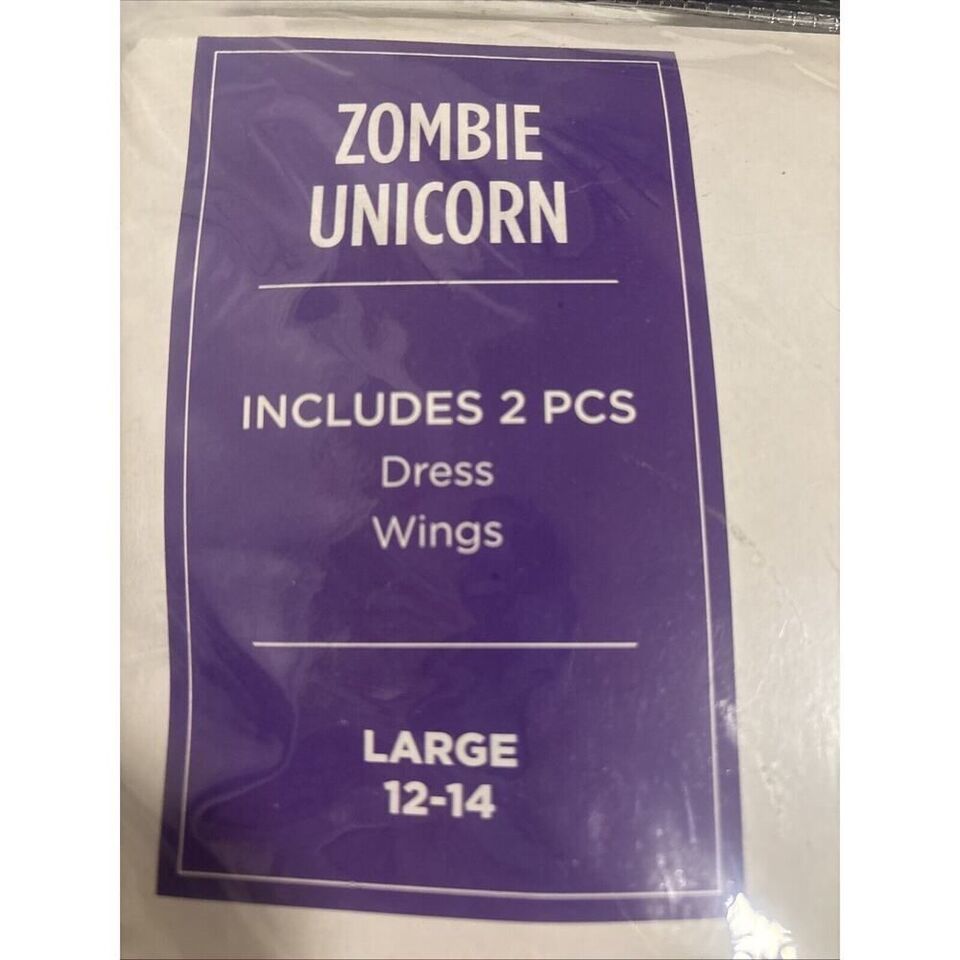 ZOMBIE
UNICORN
INCLUDES 2 PCS
Dress
Wings
LARGE
12-14